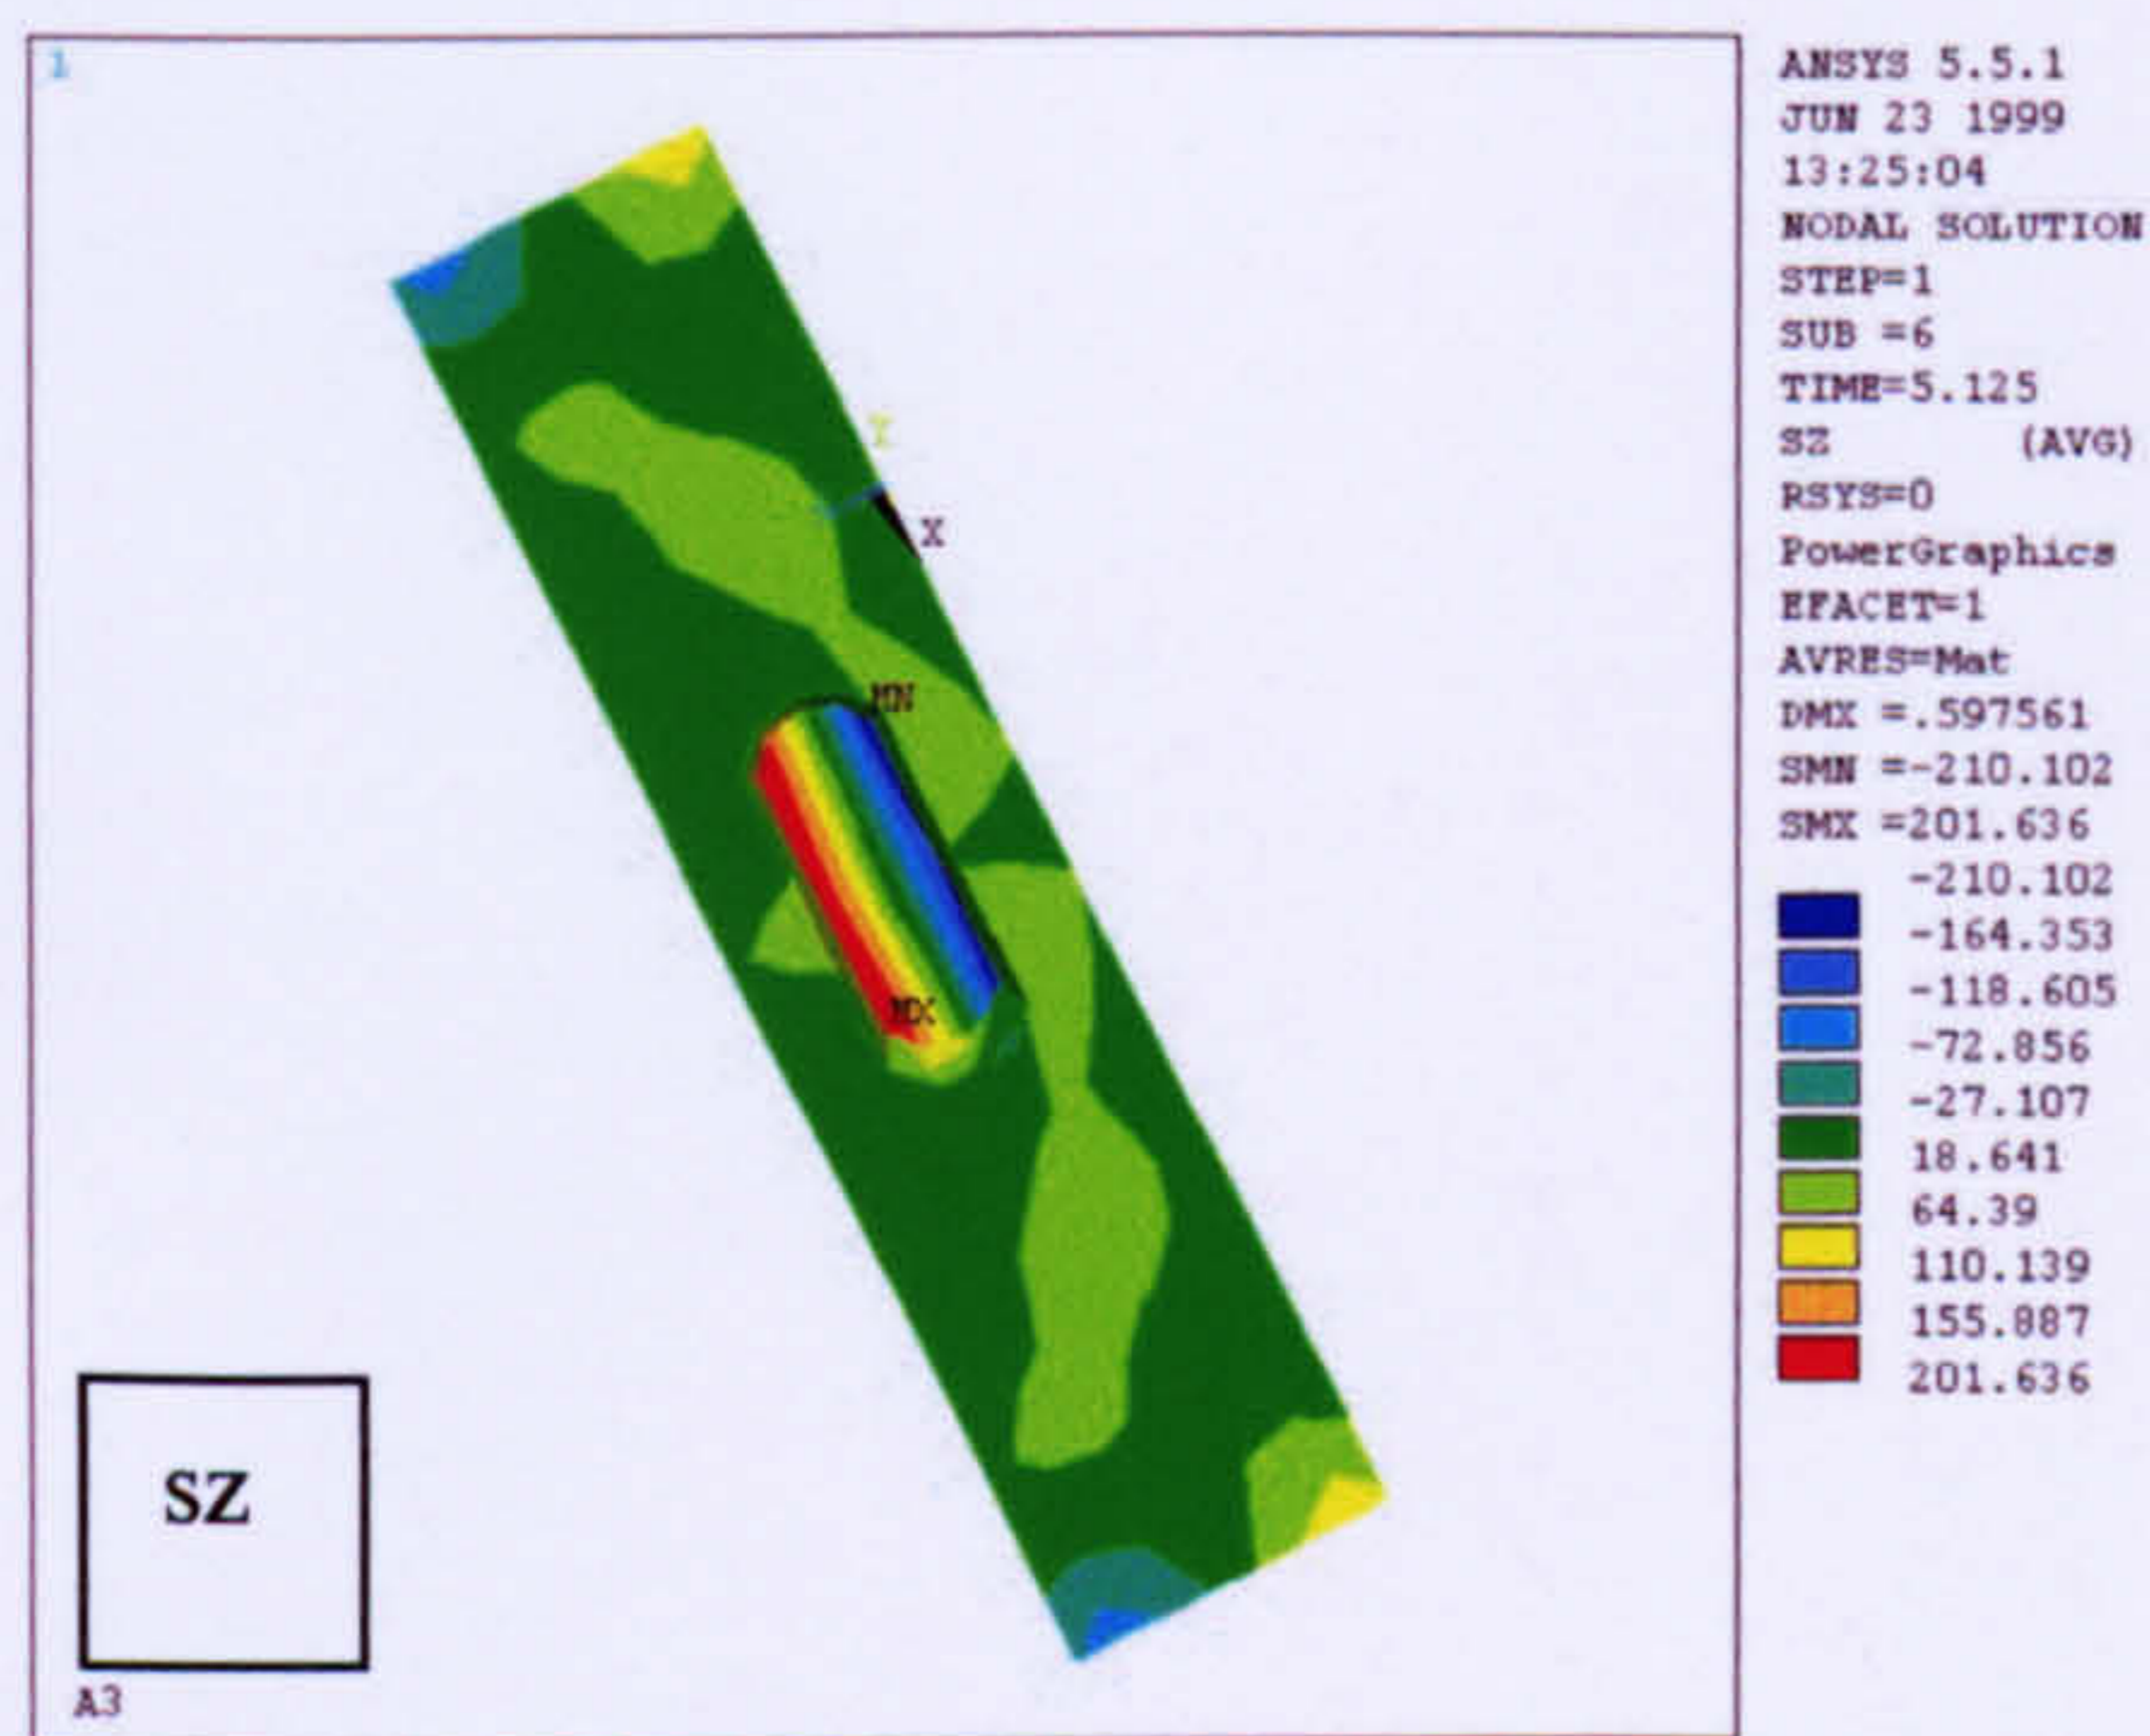 1
ANSYS 5.5.1
JUN 23 1999
13:25:04
NODAL SOLUTION
STEP=1
SUB =6
TIME=5.125
SZ (AVG)
RSYS=0
PowerGraphics
EFACET=1
AVRES=Mat
DMX =.597561
SMN =-210.102
SMX =201.636
-210.102
-164.353
-118.605
-72.856
-27.107
18.641
64.39
110.139
155.887
201.636
Y
X
MN
MX
SZ
A3